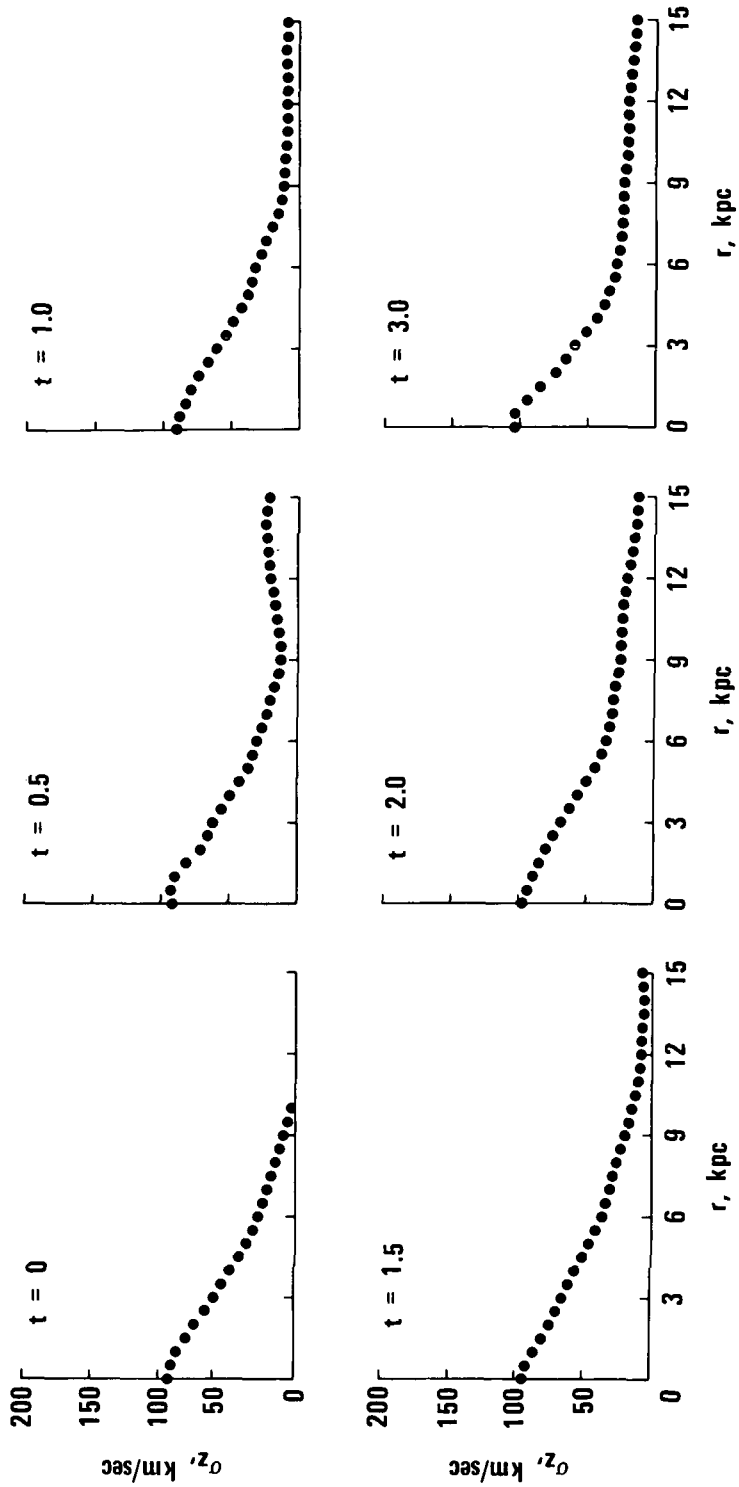 t = 0
t = 0.5
t = 1.0
200
150
100
50
0
σz, km/sec
t = 1.5
t = 2.0
t = 3.0
200
150
100
50
0
σz, km/sec
0 3 6 9 12 15
r, kpc
0 3 6 9 12 15
r, kpc
0 3 6 9 12 15
r, kpc